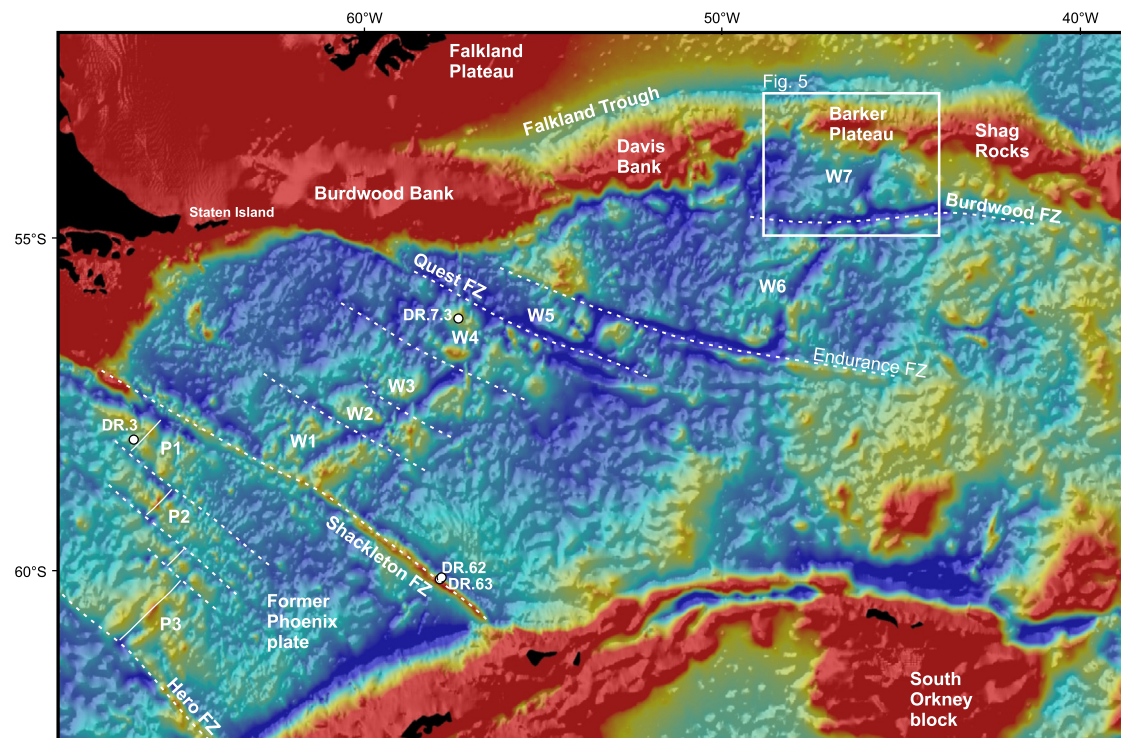 60°W
50°W
40°W
Falkland
Plateau
Fig. 5
Falkland Trough
Barker
Plateau
Shag
Rocks
Davis
Bank
W7
Burdwood Bank
Staten Island
Burdwood FZ
55°S
Quest FZ
W6
DR.7.3
W5
W4
Endurance FZ
W3
W2
DR.3
W1
P1
P2
Shackleton FZ
DR.62
60°S
DR.63
Former
Phoenix
plate
P3
Hero FZ
South
Orkney
block